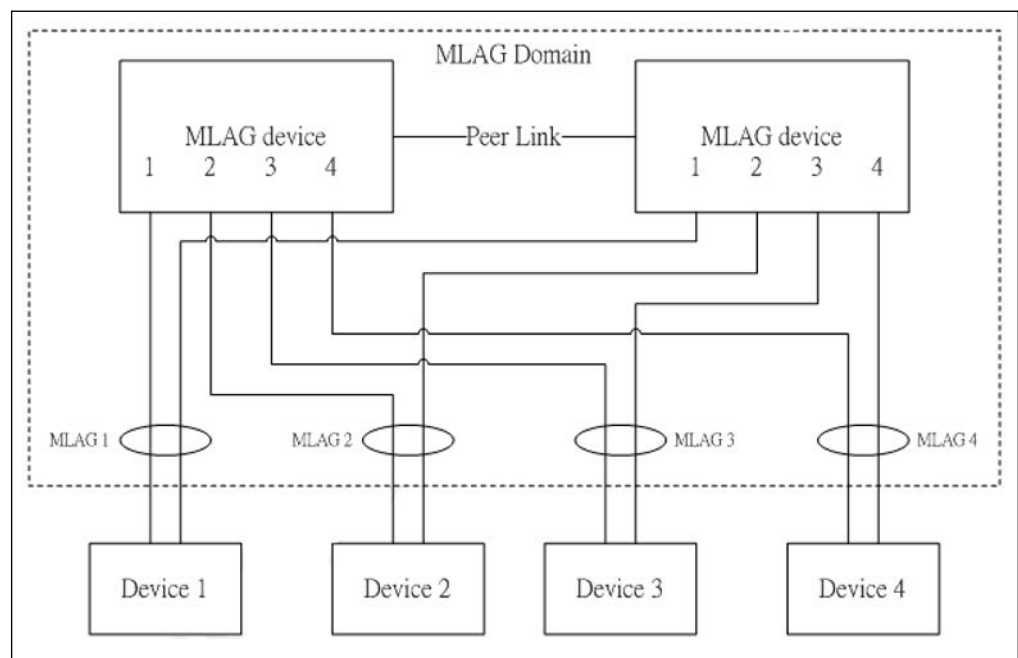 MLAG Domain
MLAG device
Peer Link
MLAG device
1 2 3 4
1 2 3 4
MLAG 1
MLAG 2
MLAG 3
MLAG 4
Device 1
Device 2
Device 3
Device 4